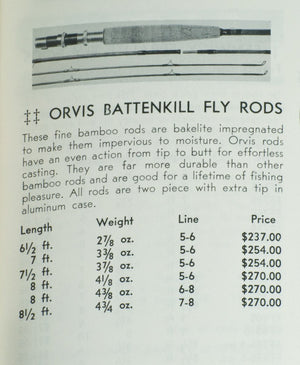 ‡‡ ORVIS BATTENKILL FLY RODS
These fine bamboo rods are bakelite impregnated
to make them impervious to moisture. Orvis rods
have an even action from tip to butt for effortless
casting. They are far more durable than other
bamboo rods and are good for a lifetime of fishing
pleasure. All rods are two piece with extra tip in
aluminum case.
Length Weight Line Price
6½ ft. 2⅞ oz. 5-6 $237.00
7 ft. 3⅜ oz. 5-6 $254.00
7½ ft. 3⅞ oz. 5-6 $254.00
8 ft. 4⅛ oz. 5-6 $270.00
8 ft. 4⅜ oz. 6-8 $270.00
8½ ft. 4¾ oz. 7-8 $270.00